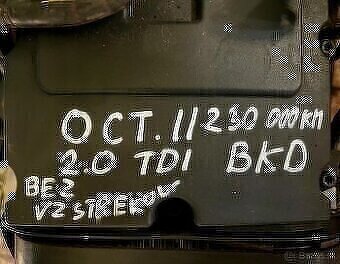 OCT. II 230 000 KM
2.0 TDI BKD
BEZ
VSTREKOV